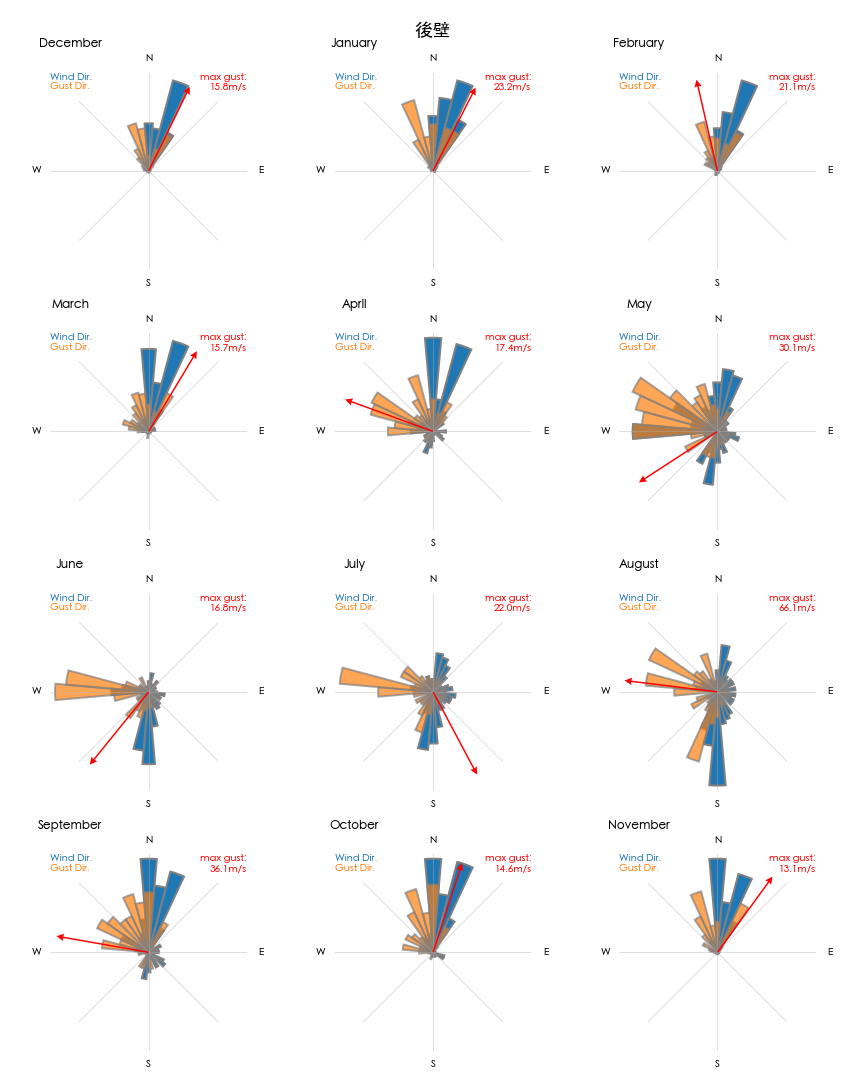 後壁
December
N
Wind Dir.
Gust Dir.
max gust:
15.8m/s
W
E
S
January
N
Wind Dir.
Gust Dir.
max gust:
23.2m/s
W
E
S
February
N
Wind Dir.
Gust Dir.
max gust:
21.1m/s
W
E
S
March
N
Wind Dir.
Gust Dir.
max gust:
15.7m/s
W
E
S
April
N
Wind Dir.
Gust Dir.
max gust:
17.4m/s
W
E
S
May
N
Wind Dir.
Gust Dir.
max gust:
30.1m/s
W
E
S
June
N
Wind Dir.
Gust Dir.
max gust:
16.8m/s
W
E
S
July
N
Wind Dir.
Gust Dir.
max gust:
22.0m/s
W
E
S
August
N
Wind Dir.
Gust Dir.
max gust:
66.1m/s
W
E
S
September
N
Wind Dir.
Gust Dir.
max gust:
36.1m/s
W
E
S
October
N
Wind Dir.
Gust Dir.
max gust:
14.6m/s
W
E
S
November
N
Wind Dir.
Gust Dir.
max gust:
13.1m/s
W
E
S